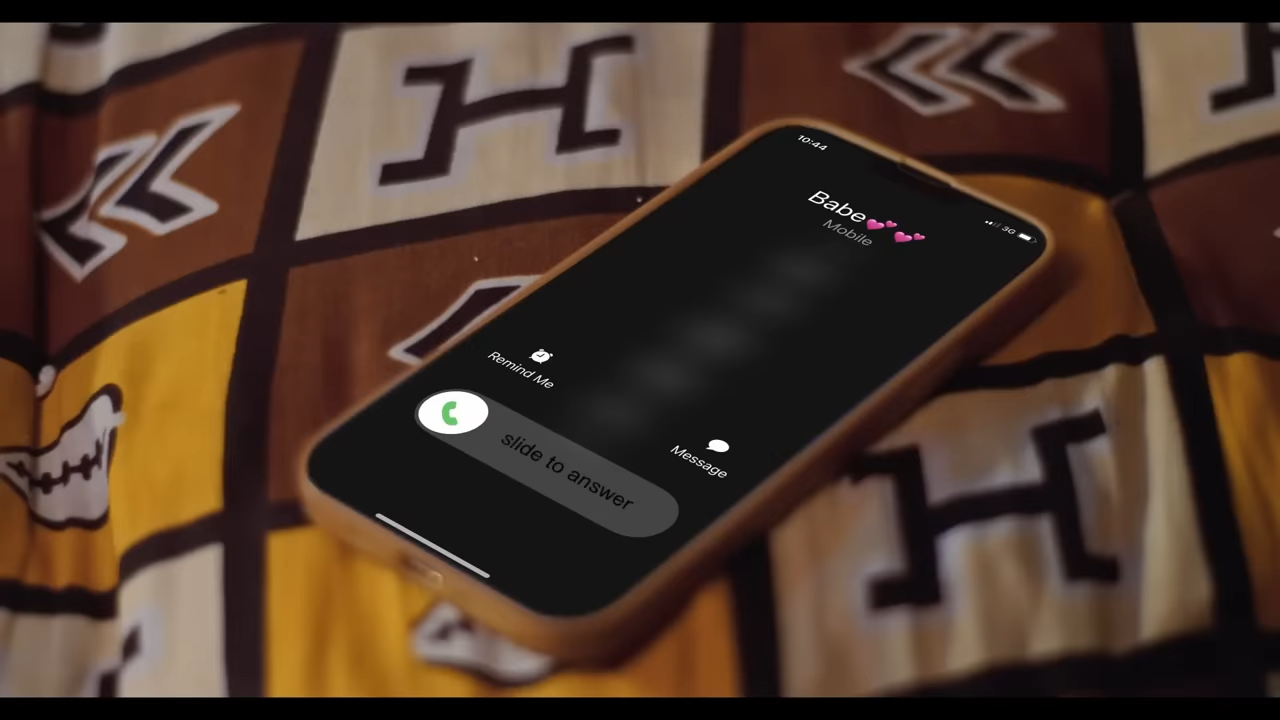 10:44
3G
Babe💕💕
Mobile
Remind Me
Message
slide to answer